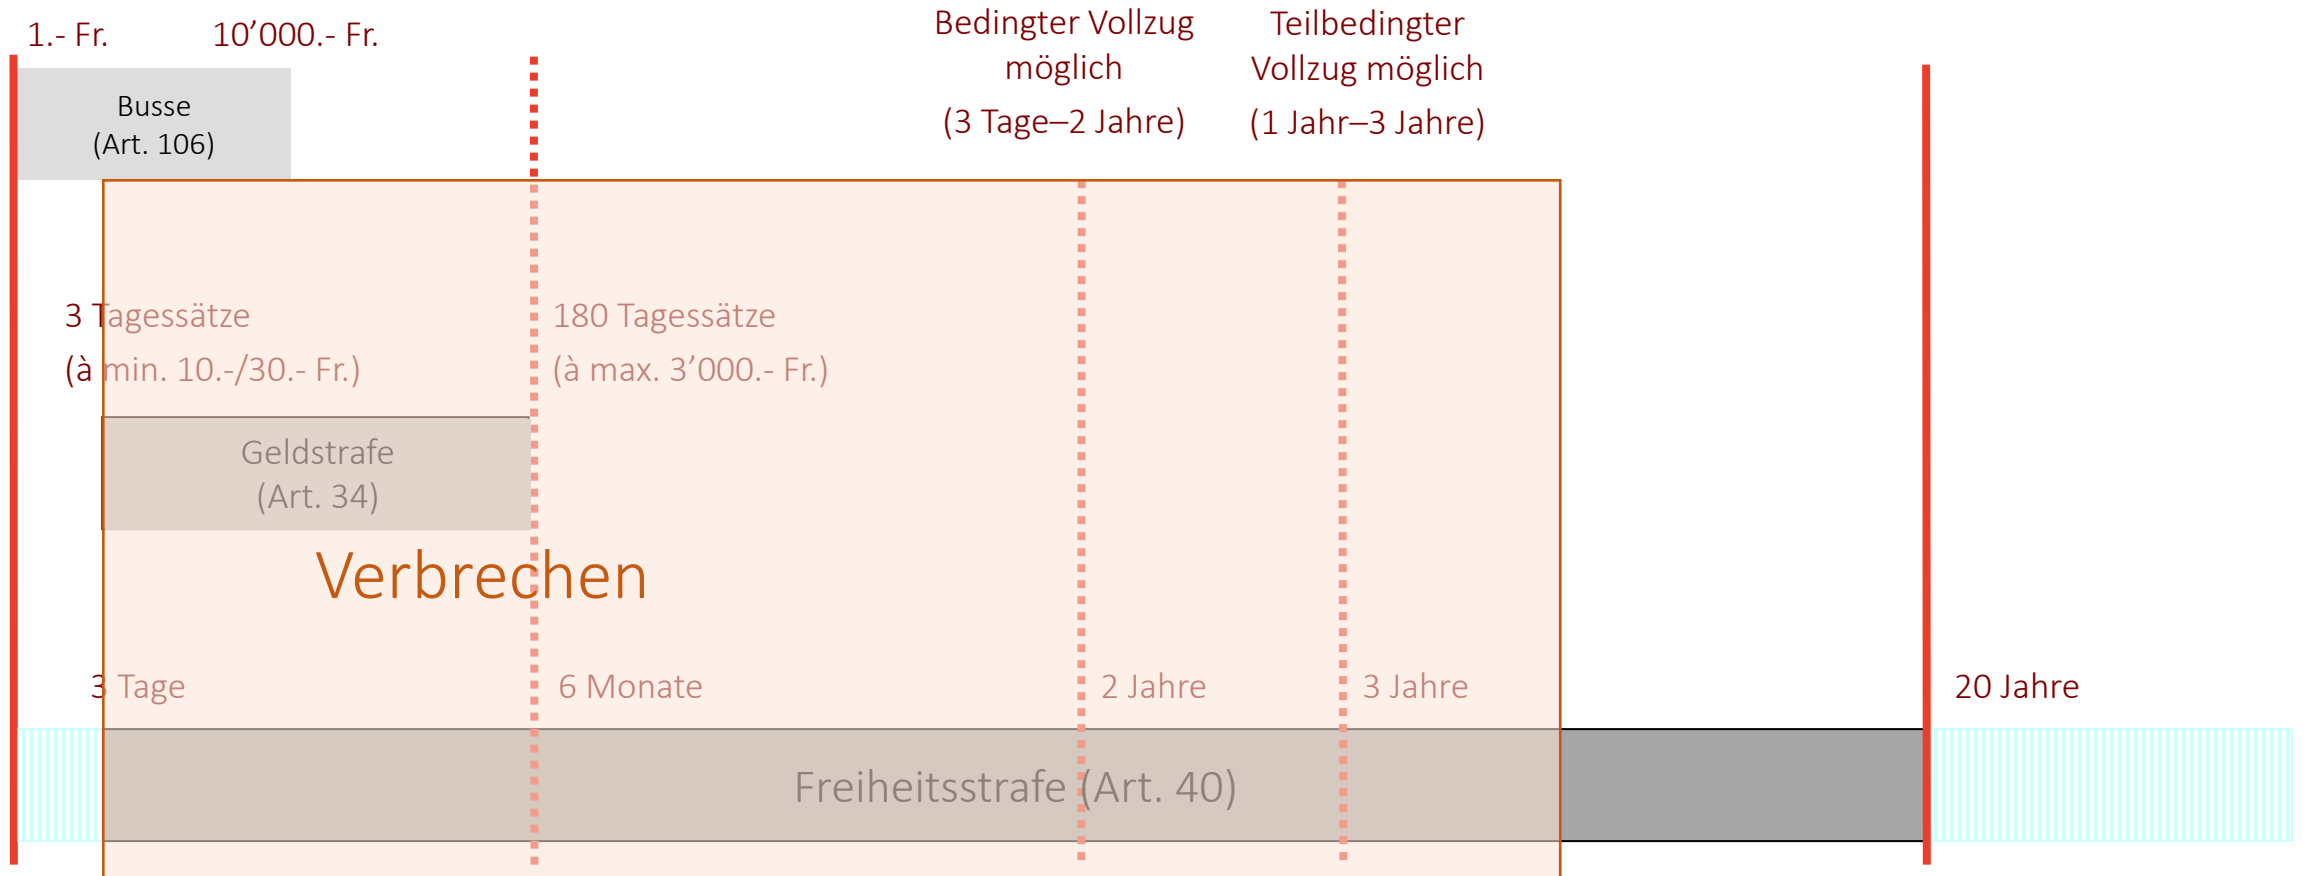 1.- Fr.
10’000.- Fr.
Bedingter Vollzug
möglich
(3 Tage–2 Jahre)
Teilbedingter
Vollzug möglich
(1 Jahr–3 Jahre)
Busse
(Art. 106)
3 Tagessätze
(à min. 10.-/30.- Fr.)
180 Tagessätze
(à max. 3’000.- Fr.)
Geldstrafe
(Art. 34)
Verbrechen
3 Tage
6 Monate
2 Jahre
3 Jahre
20 Jahre
Freiheitsstrafe (Art. 40)